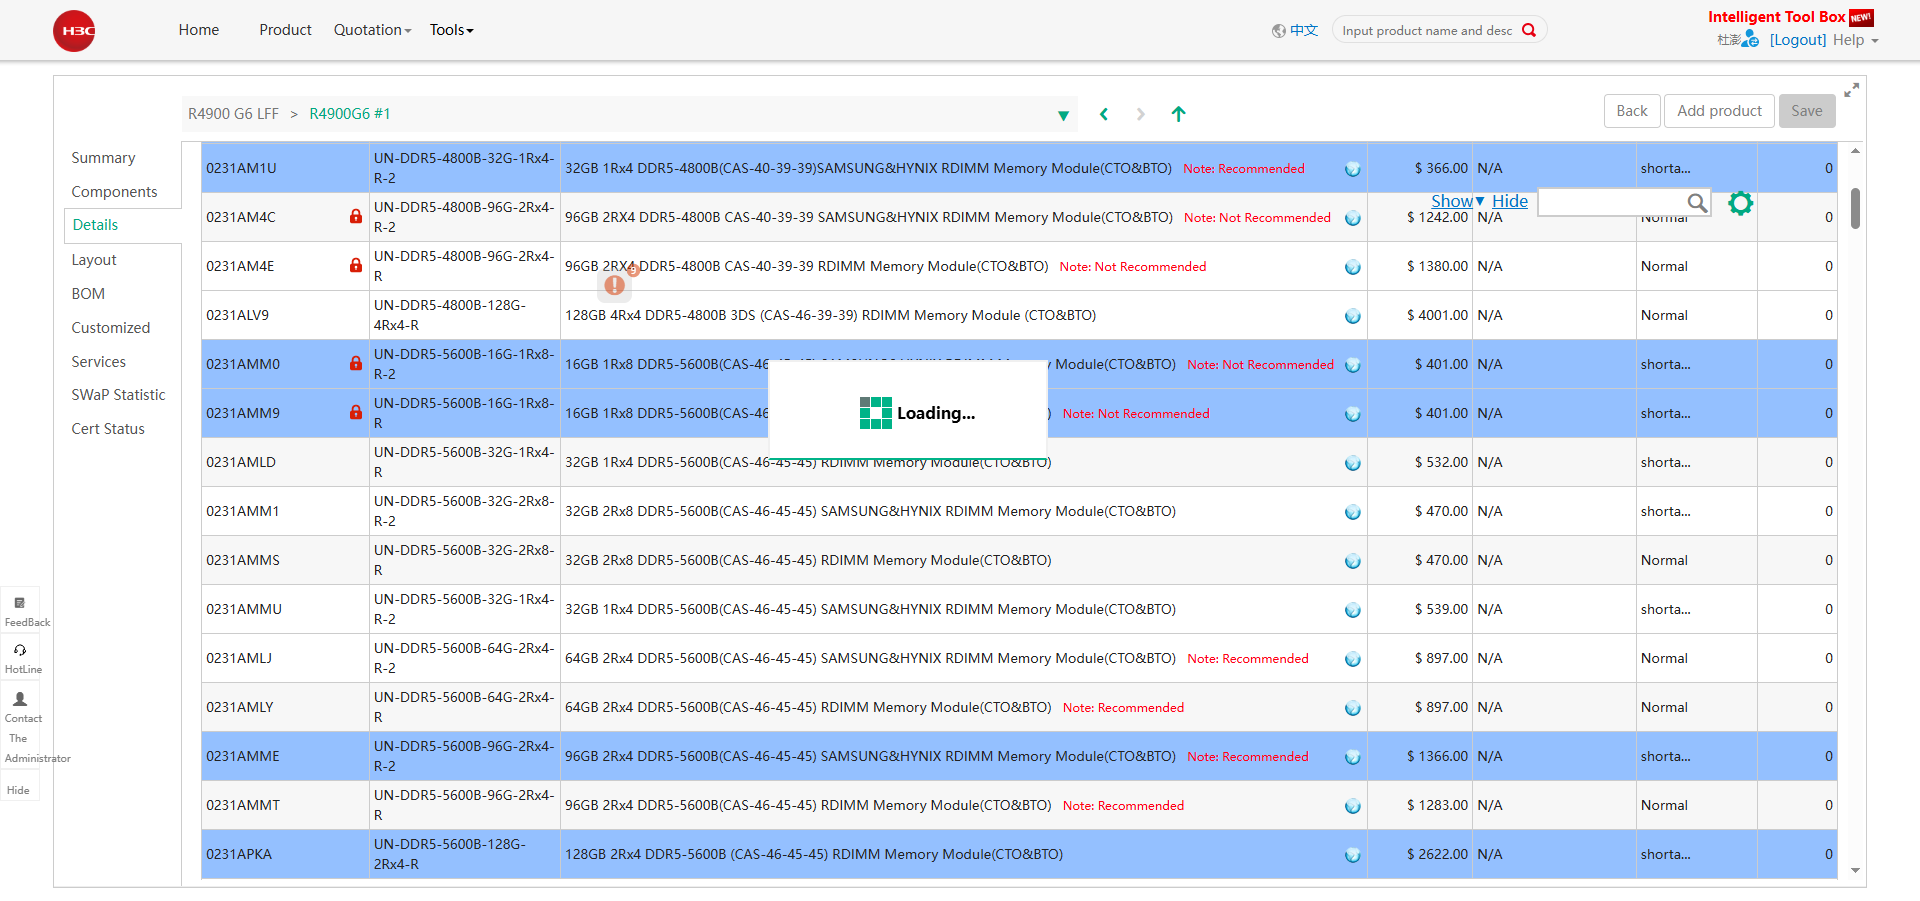 H3C
Home Product Quotation Tools
中文
Input product name and desc
Intelligent Tool Box NEW!
杜澎 [Logout] Help
R4900 G6 LFF > R4900G6 #1
Back Add product Save
Summary
Components
Details
Layout
BOM
Customized
Services
SWaP Statistic
Cert Status
Show Hide
0231AM1U UN-DDR5-4800B-32G-1Rx4-R-2 32GB 1Rx4 DDR5-4800B(CAS-40-39-39)SAMSUNG&HYNIX RDIMM Memory Module(CTO&BTO) Note: Recommended $ 366.00 N/A shorta... 0
0231AM4C UN-DDR5-4800B-96G-2Rx4-R-2 96GB 2RX4 DDR5-4800B CAS-40-39-39 SAMSUNG&HYNIX RDIMM Memory Module(CTO&BTO) Note: Not Recommended $ 1242.00 N/A Normal 0
0231AM4E UN-DDR5-4800B-96G-2Rx4-R 96GB 2RX4 DDR5-4800B CAS-40-39-39 RDIMM Memory Module(CTO&BTO) Note: Not Recommended $ 1380.00 N/A Normal 0
0231ALV9 UN-DDR5-4800B-128G-4Rx4-R 128GB 4Rx4 DDR5-4800B 3DS (CAS-46-39-39) RDIMM Memory Module (CTO&BTO) $ 4001.00 N/A Normal 0
0231AMM0 UN-DDR5-5600B-16G-1Rx8-R-2 16GB 1Rx8 DDR5-5600B(CAS-46 Module(CTO&BTO) Note: Not Recommended $ 401.00 N/A shorta... 0
0231AMM9 UN-DDR5-5600B-16G-1Rx8-R 16GB 1Rx8 DDR5-5600B(CAS-46 Note: Not Recommended $ 401.00 N/A shorta... 0
Loading...
0231AMLD UN-DDR5-5600B-32G-1Rx4-R 32GB 1Rx4 DDR5-5600B(CAS-46-45-45) RDIMM Memory Module(CTO&BTO) $ 532.00 N/A shorta... 0
0231AMM1 UN-DDR5-5600B-32G-2Rx8-R-2 32GB 2Rx8 DDR5-5600B(CAS-46-45-45) SAMSUNG&HYNIX RDIMM Memory Module(CTO&BTO) $ 470.00 N/A shorta... 0
0231AMMS UN-DDR5-5600B-32G-2Rx8-R 32GB 2Rx8 DDR5-5600B(CAS-46-45-45) RDIMM Memory Module(CTO&BTO) $ 470.00 N/A Normal 0
0231AMMU UN-DDR5-5600B-32G-1Rx4-R-2 32GB 1Rx4 DDR5-5600B(CAS-46-45-45) SAMSUNG&HYNIX RDIMM Memory Module(CTO&BTO) $ 539.00 N/A shorta... 0
0231AMLJ UN-DDR5-5600B-64G-2Rx4-R-2 64GB 2Rx4 DDR5-5600B(CAS-46-45-45) SAMSUNG&HYNIX RDIMM Memory Module(CTO&BTO) Note: Recommended $ 897.00 N/A Normal 0
0231AMLY UN-DDR5-5600B-64G-2Rx4-R 64GB 2Rx4 DDR5-5600B(CAS-46-45-45) RDIMM Memory Module(CTO&BTO) Note: Recommended $ 897.00 N/A Normal 0
0231AMME UN-DDR5-5600B-96G-2Rx4-R-2 96GB 2Rx4 DDR5-5600B(CAS-46-45-45) SAMSUNG&HYNIX RDIMM Memory Module(CTO&BTO) Note: Recommended $ 1366.00 N/A shorta... 0
0231AMMT UN-DDR5-5600B-96G-2Rx4-R 96GB 2Rx4 DDR5-5600B(CAS-46-45-45) RDIMM Memory Module(CTO&BTO) Note: Recommended $ 1283.00 N/A Normal 0
0231APKA UN-DDR5-5600B-128G-2Rx4-R 128GB 2Rx4 DDR5-5600B (CAS-46-45-45) RDIMM Memory Module(CTO&BTO) $ 2622.00 N/A shorta... 0
FeedBack
HotLine
Contact
The
Administrator
Hide